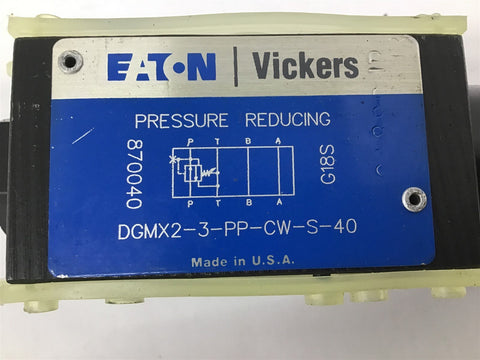 EATON | Vickers
PRESSURE REDUCING
870040
P T B A
P T B A
G18S
DGMX2-3-PP-CW-S-40
Made in U.S.A.